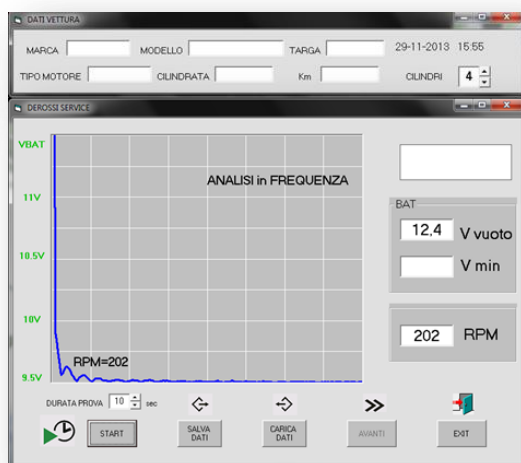 DATI VETTURA
MARCA MODELLO TARGA 29-11-2013 15:55
TIPO MOTORE CILINDRATA Km CILINDRI 4
DEROSSI SERVICE
VBAT
ANALISI in FREQUENZA
11V
BAT
12,4 V vuoto
10.5V
V min
10V
202 RPM
RPM=202
9.5V
DURATA PROVA 10 sec
START
SALVA DATI
CARICA DATI
AVANTI
EXIT